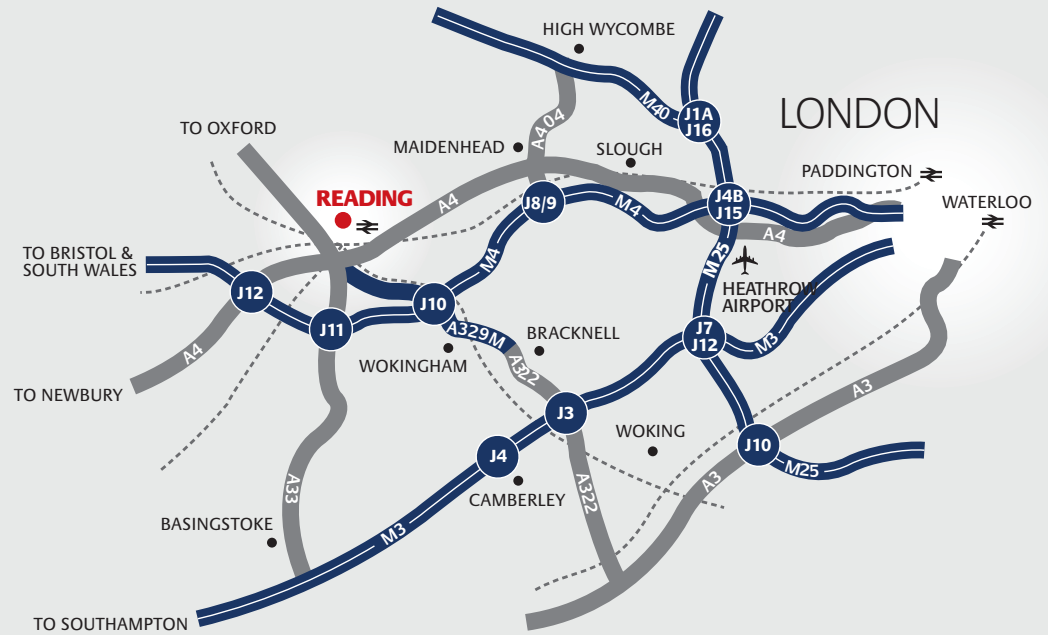 HIGH WYCOMBE
M40
J1A
J16
LONDON
TO OXFORD
A404
MAIDENHEAD
SLOUGH
PADDINGTON
READING
A4
J8/9
M4
J4B
J15
WATERLOO
A4
TO BRISTOL &
SOUTH WALES
M4
M25
HEATHROW
AIRPORT
J12
J10
J11
A329M
BRACKNELL
J7
J12
M3
A4
WOKINGHAM
A322
TO NEWBURY
A3
J3
WOKING
J10
J4
M25
CAMBERLEY
A322
A3
A33
BASINGSTOKE
M3
TO SOUTHAMPTON